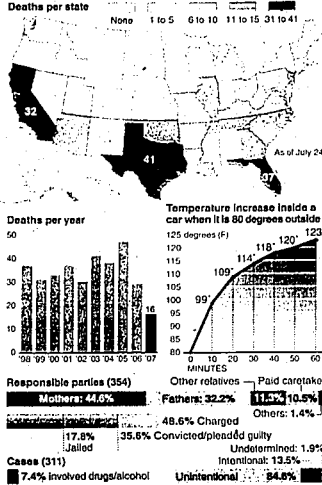 Deaths per state
None 1 to 5 6 to 10 11 to 15 31 to 41
32
41
37
As of July 24
Deaths per year
50
40
30
20
10
0
'98 '99 '00 '01 '02 '03 '04 '05 '06 '07
16
Temperature increase inside a
car when it is 80 degrees outside
125 degrees (F)
120
115
110
105
100
95
90
85
80
99°
109°
114°
118°
120°
123
0 10 20 30 40 50 60
MINUTES
Responsible parties (354)
Mothers: 44.6%
Fathers: 32.2%
Other relatives
11.3%
Paid caretake
10.5%
Others: 1.4%
48.6% Charged
17.8%
Jailed
35.6% Convicted/pleaded guilty
Cases (311)
7.4% involved drugs/alcohol
Undetermined: 1.9%
Intentional: 13.5%
Unintentional 84.6%